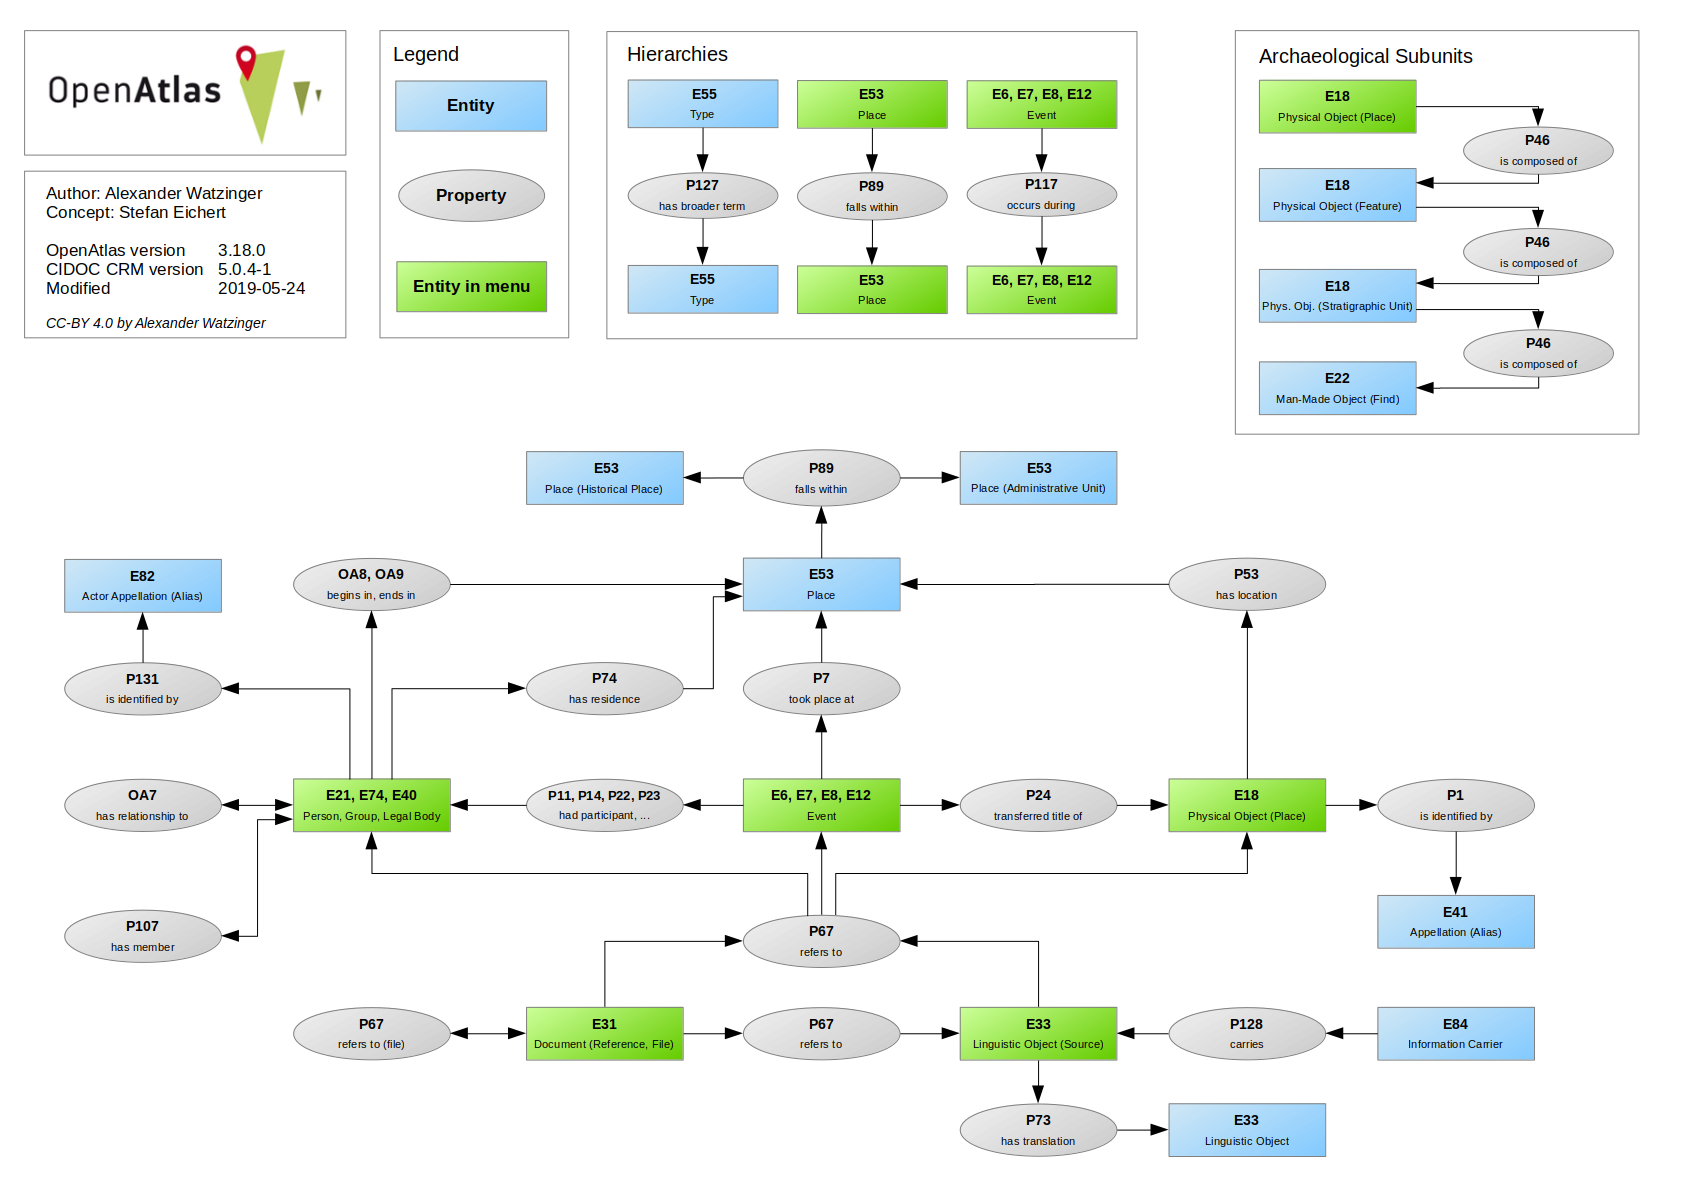 OpenAtlas
Author: Alexander Watzinger
Concept: Stefan Eichert
OpenAtlas version 3.18.0
CIDOC CRM version 5.0.4-1
Modified 2019-05-24
CC-BY 4.0 by Alexander Watzinger
Legend
Entity
Property
Entity in menu
Hierarchies
E55
Type
P127
has broader term
E55
Type
E53
Place
P89
falls within
E53
Place
E6, E7, E8, E12
Event
P117
occurs during
E6, E7, E8, E12
Event
Archaeological Subunits
E18
Physical Object (Place)
P46
is composed of
E18
Physical Object (Feature)
P46
is composed of
E18
Phys. Obj. (Stratigraphic Unit)
P46
is composed of
E22
Man-Made Object (Find)
E53
Place (Historical Place)
P89
falls within
E53
Place (Administrative Unit)
E82
Actor Appellation (Alias)
OA8, OA9
begins in, ends in
E53
Place
P53
has location
P131
is identified by
P74
has residence
P7
took place at
OA7
has relationship to
E21, E74, E40
Person, Group, Legal Body
P11, P14, P22, P23
had participant, ...
E6, E7, E8, E12
Event
P24
transferred title of
E18
Physical Object (Place)
P1
is identified by
P107
has member
P67
refers to
E41
Appellation (Alias)
P67
refers to (file)
E31
Document (Reference, File)
P67
refers to
E33
Linguistic Object (Source)
P128
carries
E84
Information Carrier
P73
has translation
E33
Linguistic Object